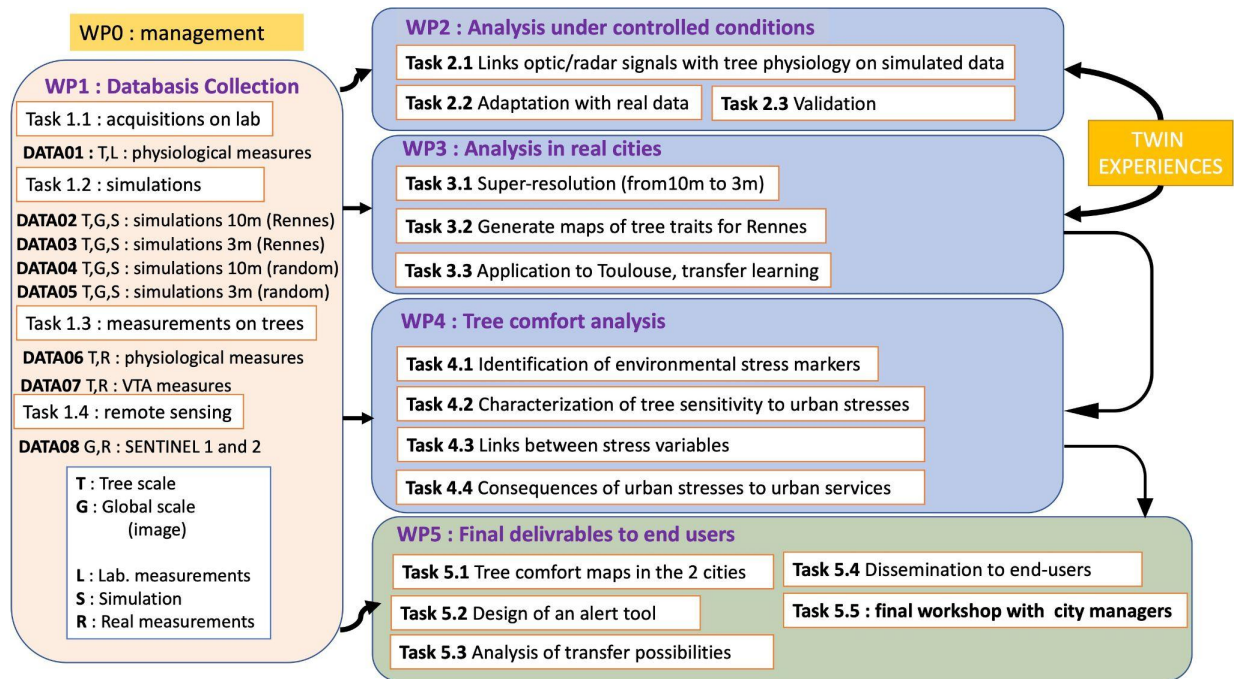 WP0 : management
WP1 : Databasis Collection
Task 1.1 : acquisitions on lab
DATA01 : T,L : physiological measures
Task 1.2 : simulations
DATA02 T,G,S : simulations 10m (Rennes)
DATA03 T,G,S : simulations 3m (Rennes)
DATA04 T,G,S : simulations 10m (random)
DATA05 T,G,S : simulations 3m (random)
Task 1.3 : measurements on trees
DATA06 T,R : physiological measures
DATA07 T,R : VTA measures
Task 1.4 : remote sensing
DATA08 G,R : SENTINEL 1 and 2
T : Tree scale
G : Global scale
(image)
L : Lab. measurements
S : Simulation
R : Real measurements
WP2 : Analysis under controlled conditions
Task 2.1 Links optic/radar signals with tree physiology on simulated data
Task 2.2 Adaptation with real data
Task 2.3 Validation
WP3 : Analysis in real cities
Task 3.1 Super-resolution (from10m to 3m)
Task 3.2 Generate maps of tree traits for Rennes
Task 3.3 Application to Toulouse, transfer learning
TWIN
EXPERIENCES
WP4 : Tree comfort analysis
Task 4.1 Identification of environmental stress markers
Task 4.2 Characterization of tree sensitivity to urban stresses
Task 4.3 Links between stress variables
Task 4.4 Consequences of urban stresses to urban services
WP5 : Final delivrables to end users
Task 5.1 Tree comfort maps in the 2 cities
Task 5.2 Design of an alert tool
Task 5.3 Analysis of transfer possibilities
Task 5.4 Dissemination to end-users
Task 5.5 : final workshop with city managers